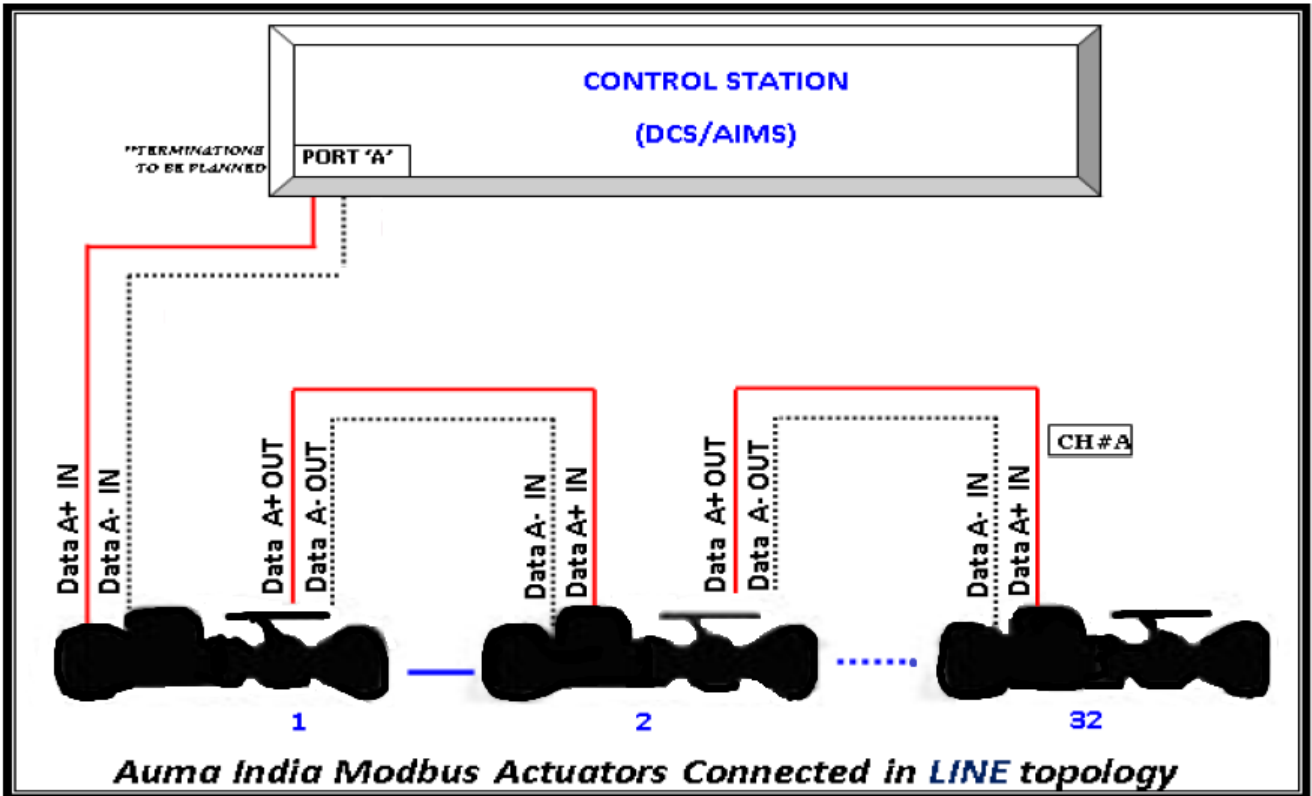 CONTROL STATION
(DCS/AIMS)
"TERMINATIONS
TO BE PLANNED
PORT 'A'
Data A+ IN
Data A- IN
Data A+ OUT
Data A- OUT
Data A- IN
Data A+ IN
Data A+ OUT
Data A- OUT
Data A- IN
Data A+ IN
CH#A
1
2
32
Auma India Modbus Actuators Connected in LINE topology